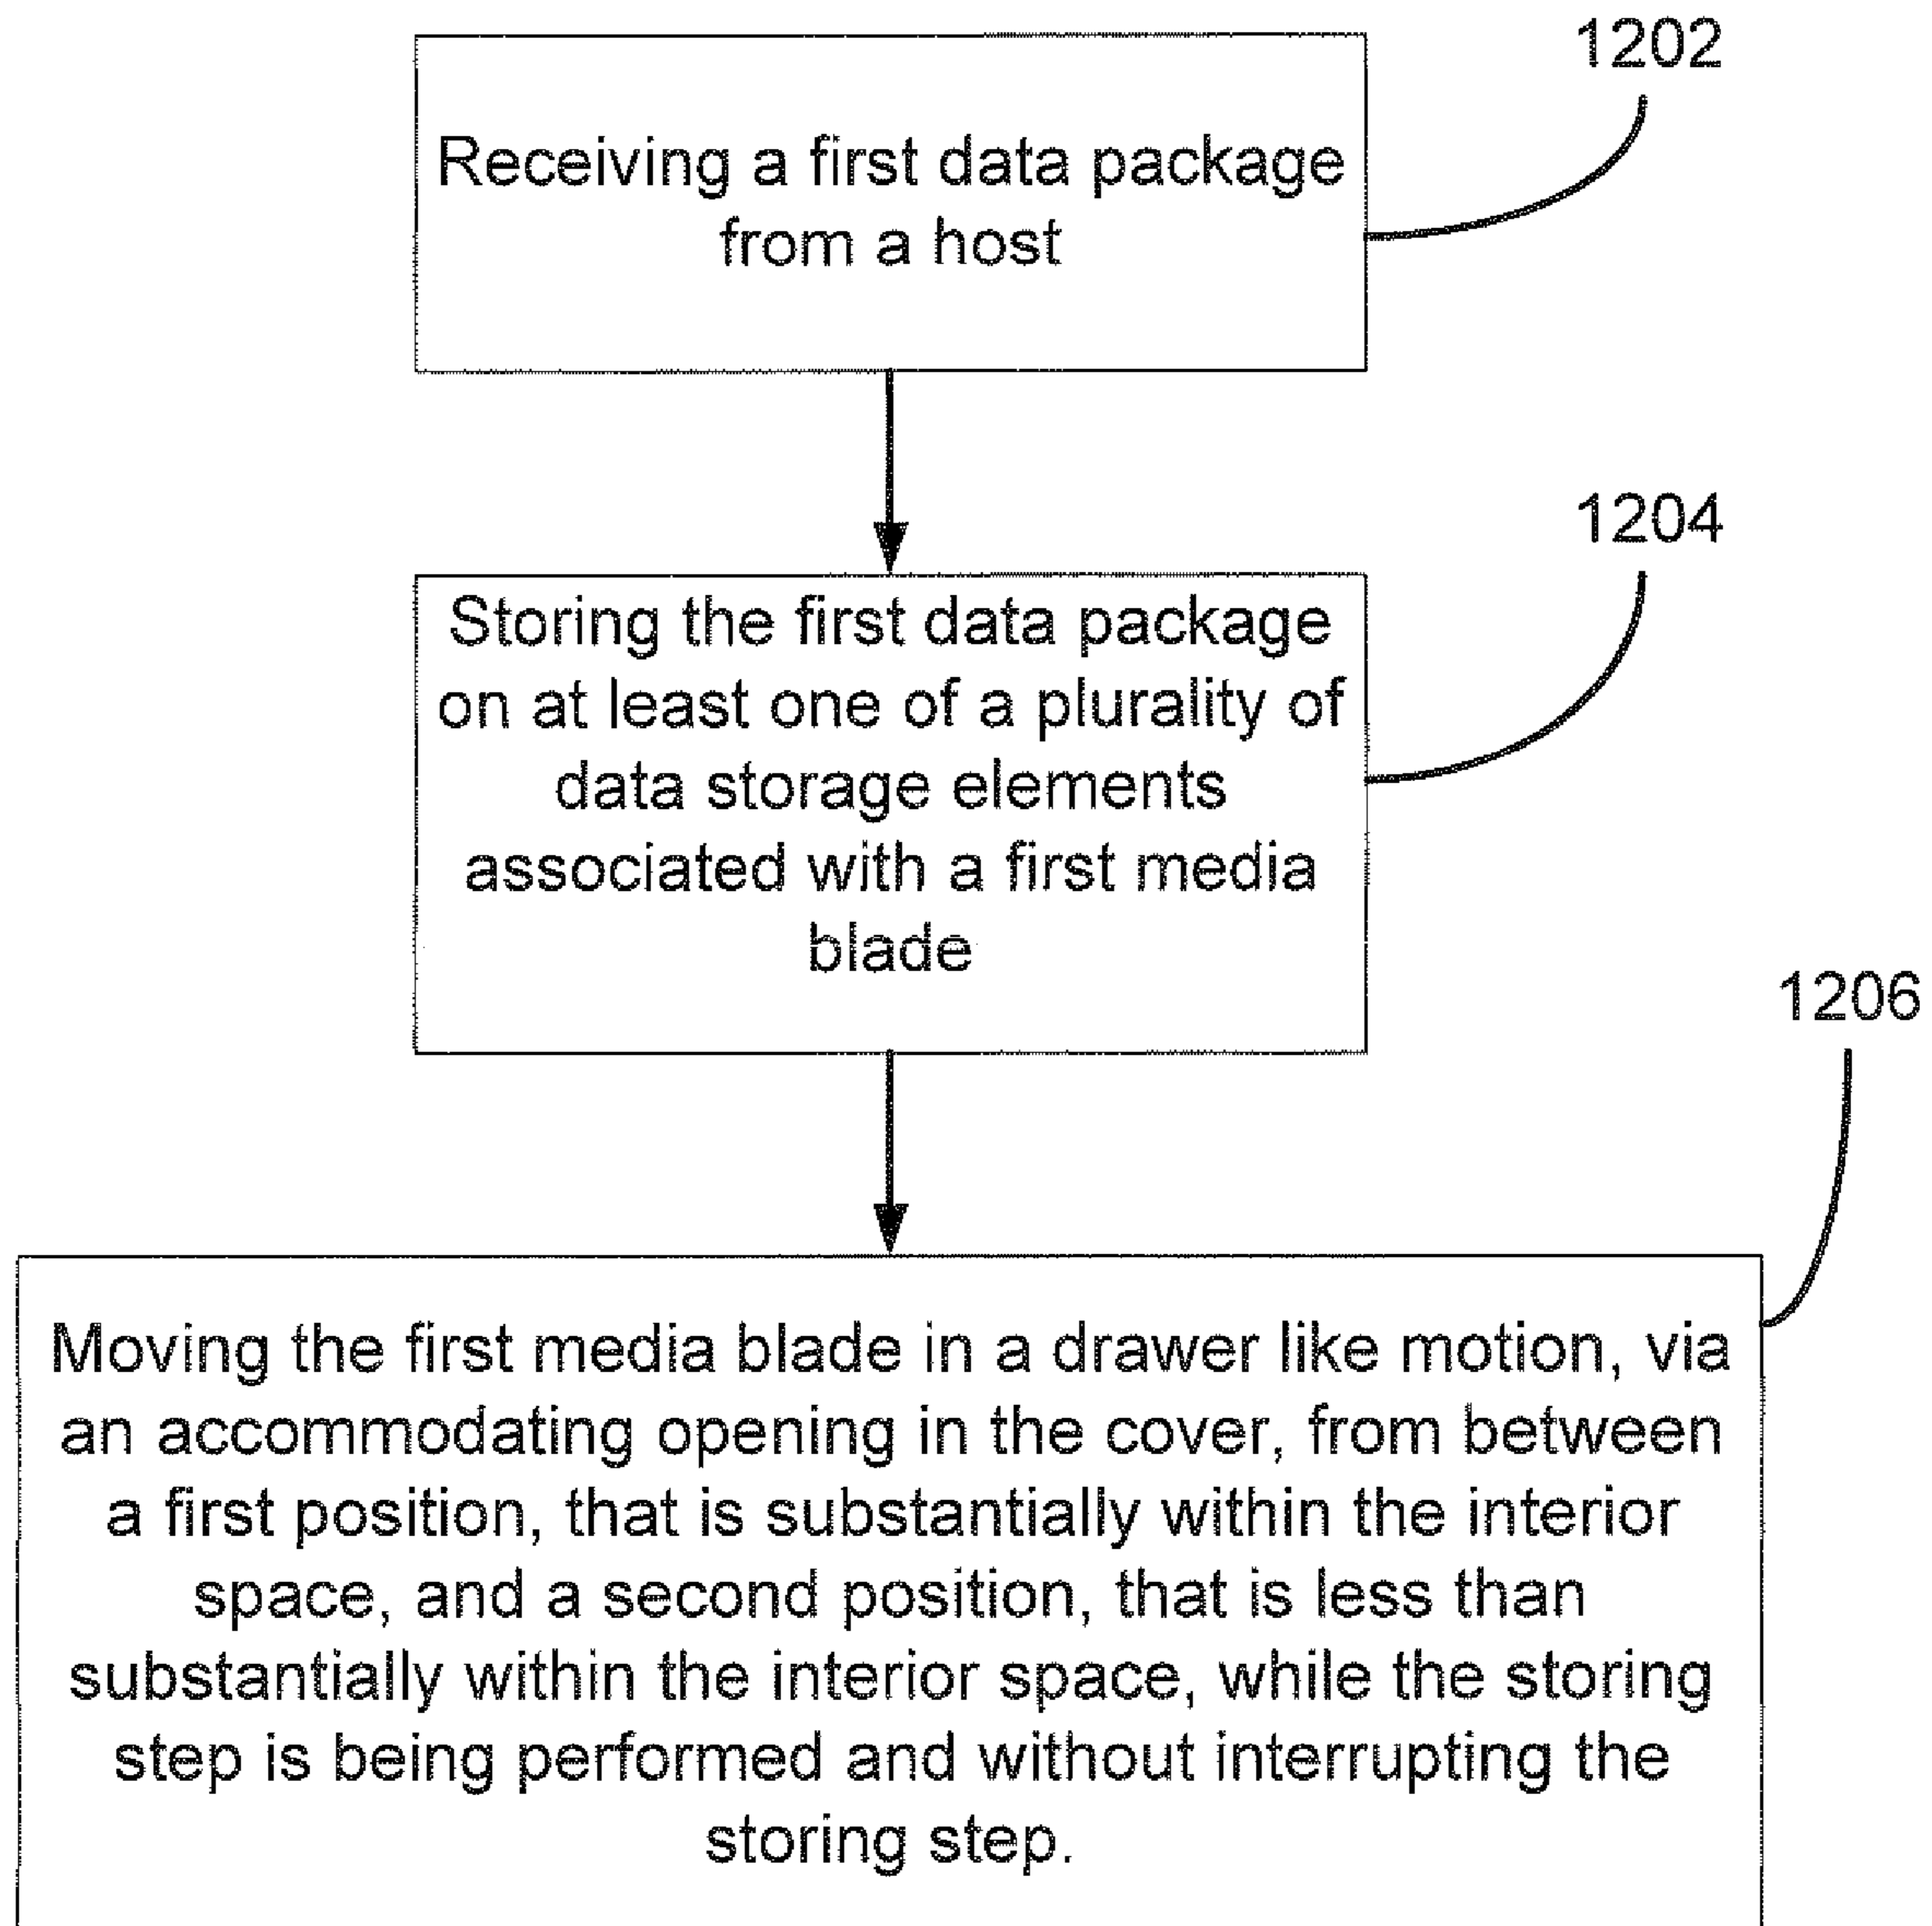 1202
Receiving a first data package
from a host
1204
Storing the first data package
on at least one of a plurality of
data storage elements
associated with a first media
blade
1206
Moving the first media blade in a drawer like motion, via
an accommodating opening in the cover, from between
a first position, that is substantially within the interior
space, and a second position, that is less than
substantially within the interior space, while the storing
step is being performed and without interrupting the
storing step.